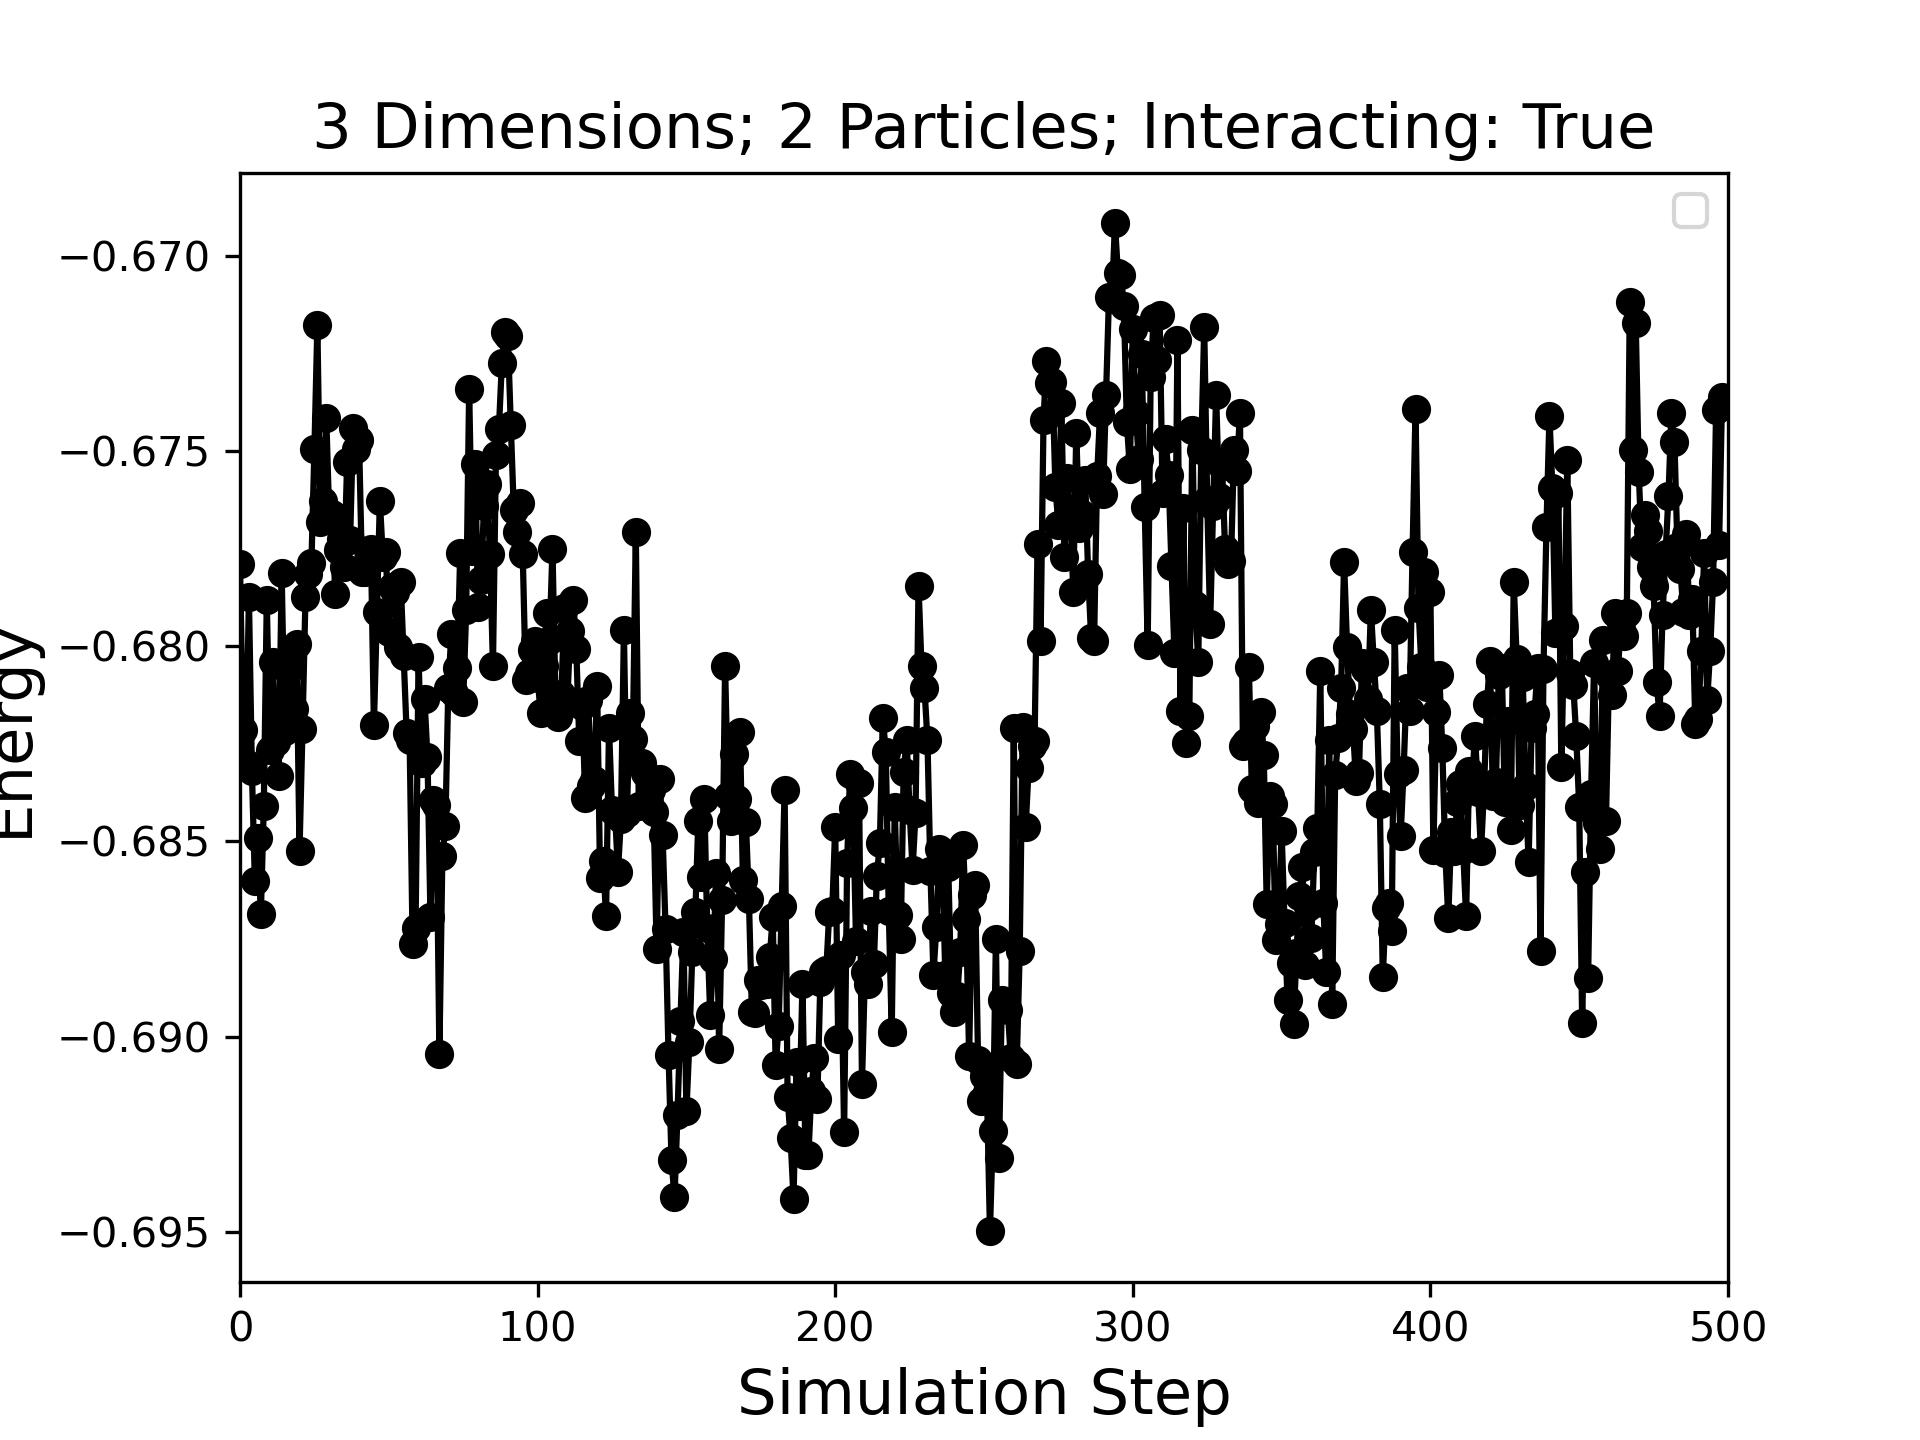 3 Dimensions; 2 Particles; Interacting: True
Energy
−0.670
−0.675
−0.680
−0.685
−0.690
−0.695
0 100 200 300 400 500
Simulation Step